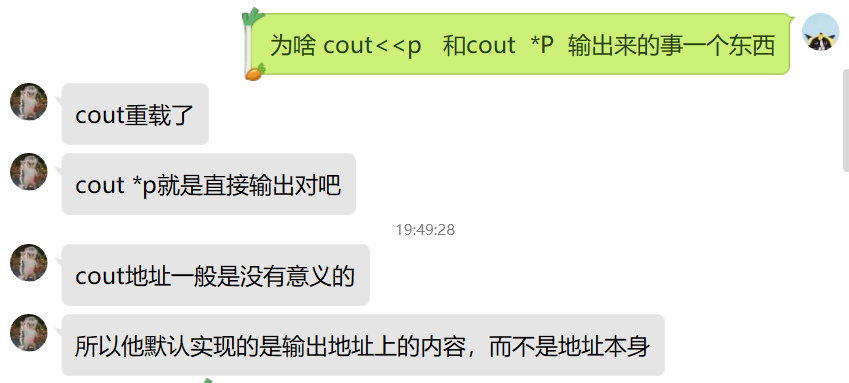 为啥 cout<<p 和cout *P 输出来的事一个东西
cout重载了
cout *p就是直接输出对吧
19:49:28
cout地址一般是没有意义的
所以他默认实现的是输出地址上的内容，而不是地址本身